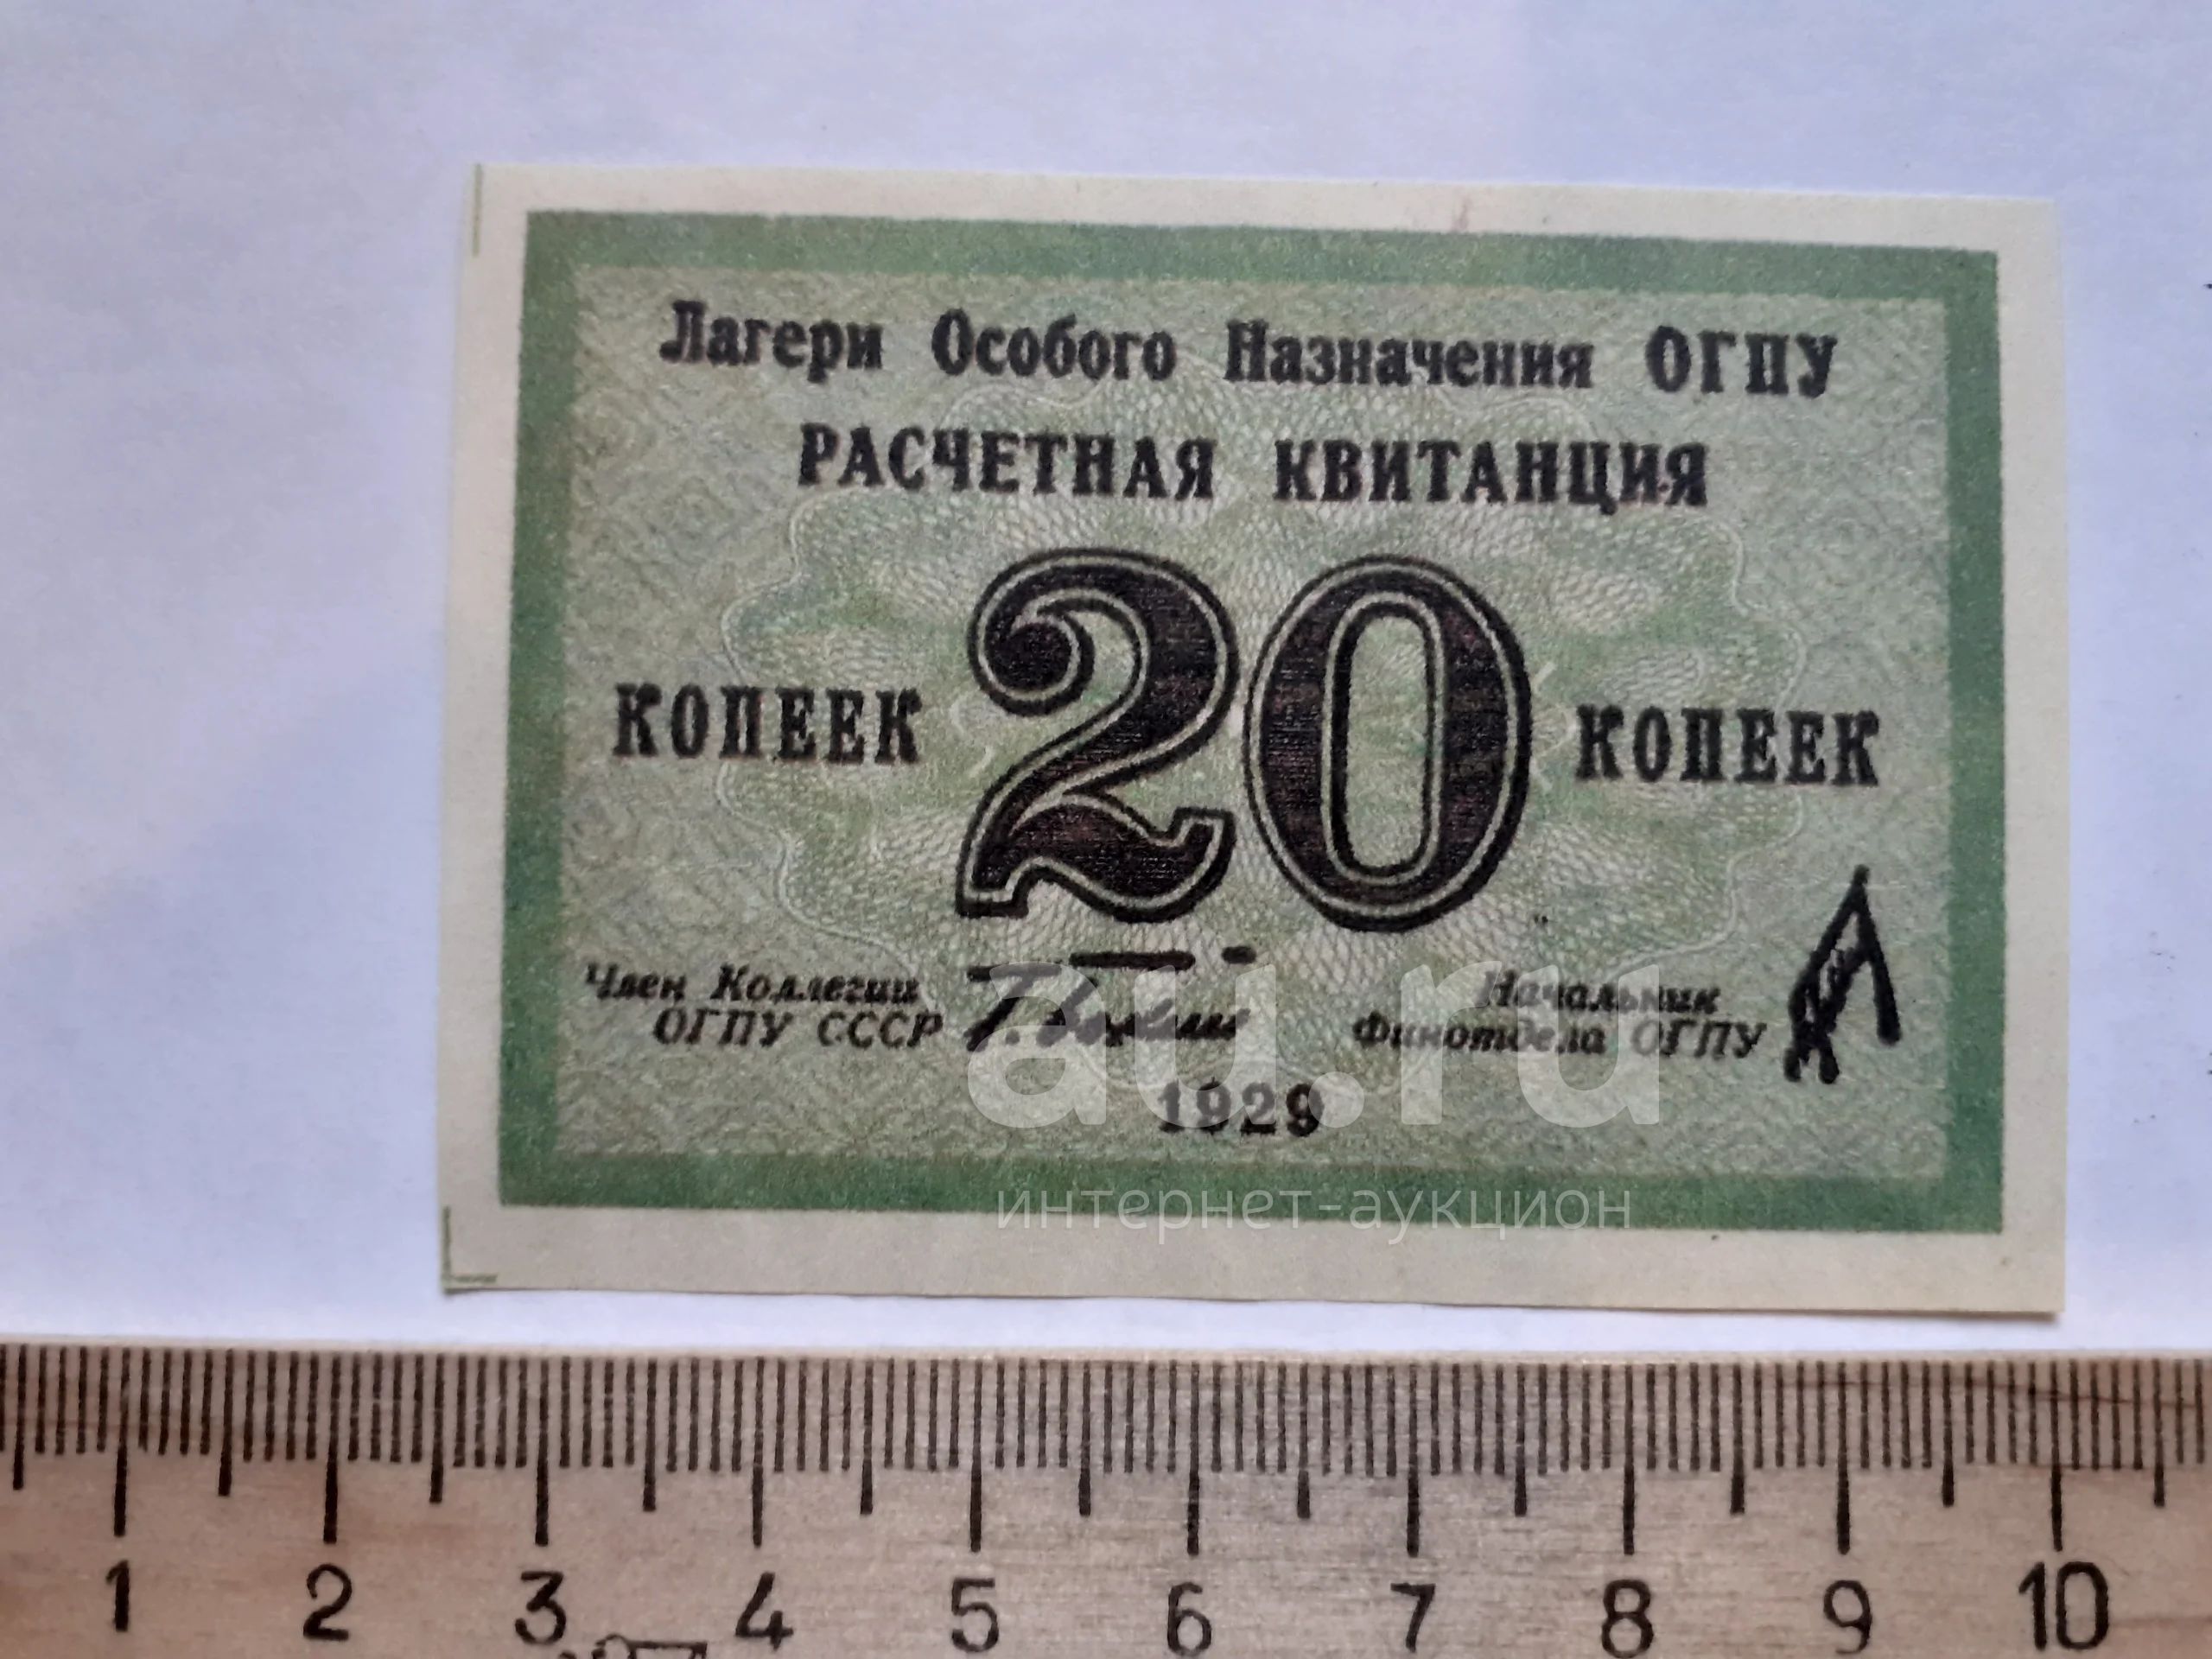 Лагери Особого Назначения ОГПУ
РАСЧЕТНАЯ КВИТАНЦИЯ
КОПЕЕК 20 КОПЕЕК
Член Коллегии
ОГПУ СССР
Начальник
Финотдела ОГПУ
1929
au.ru
интернет-аукцион
1 2 3 4 5 6 7 8 9 10